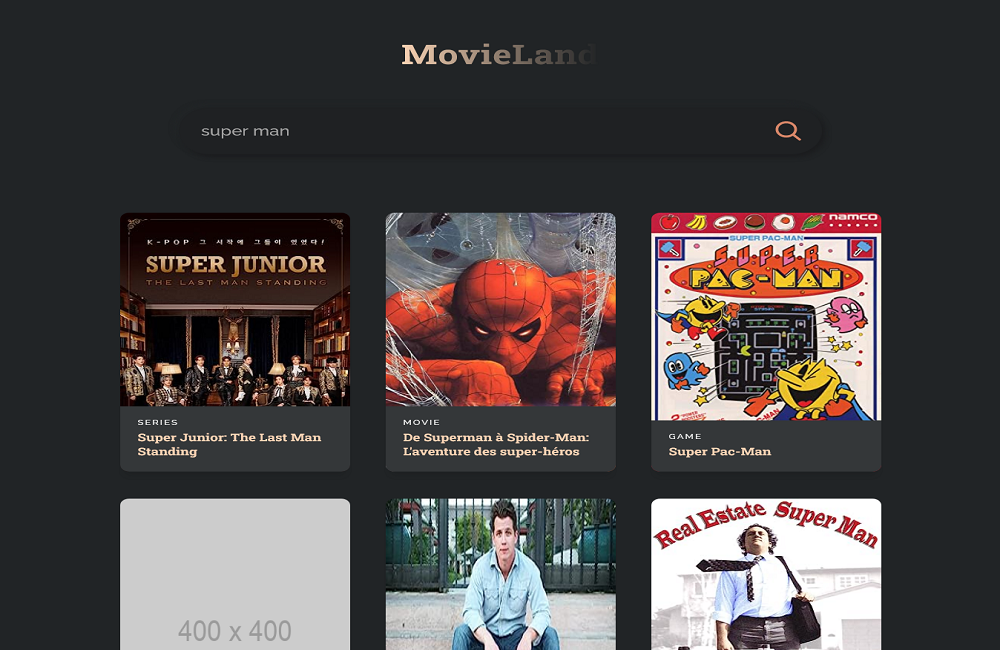 MovieLand
super man
K-POP 그 시작에 그들이 있었다!
SUPER JUNIOR
THE LAST MAN STANDING
SERIES
Super Junior: The Last Man
Standing
MOVIE
De Superman à Spider-Man:
L'aventure des super-héros
namco
SUPER PAC-MAN
SUPER
PAC-MAN
GAME
Super Pac-Man
400 x 400
Real Estate Super Man